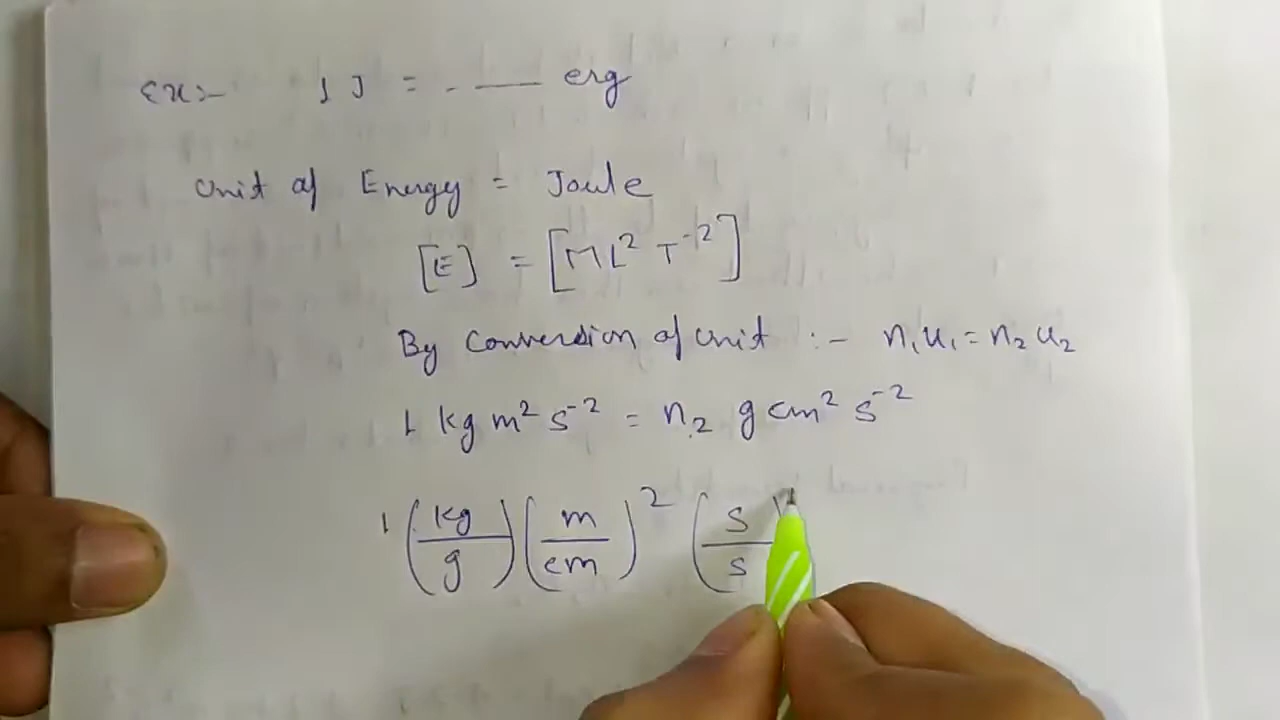 Ex:- 1 J = . ___ erg
Unit of Energy = Joule
[E] = [ML² T⁻²]
By Conversion of Unit :- n₁u₁ = n₂u₂
1 kg m² s⁻² = n₂ g cm² s⁻²
1 (kg/g) (m/cm)² (s/s